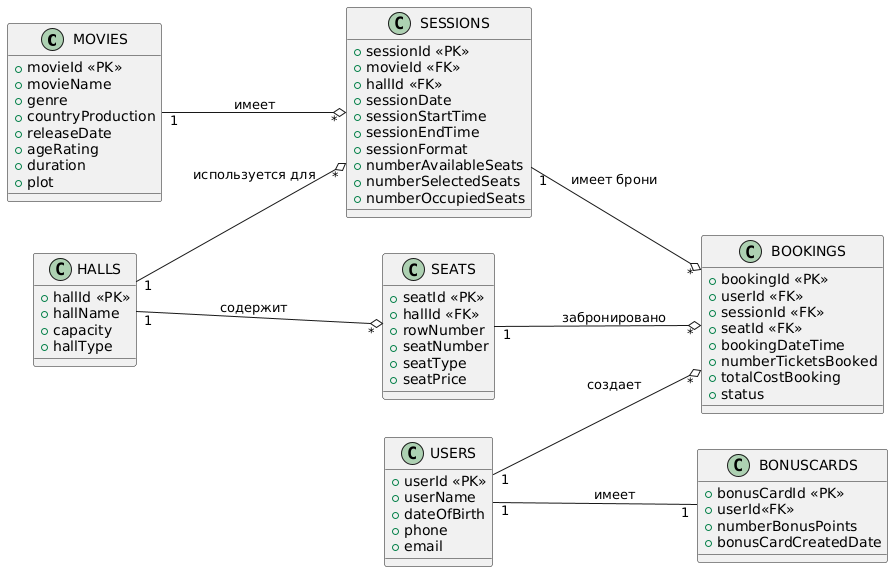 C MOVIES
movieId «PK»
movieName
genre
countryProduction
releaseDate
ageRating
duration
plot
1 имеет *
C SESSIONS
sessionId «PK»
movieId «FK»
hallId «FK»
sessionDate
sessionStartTime
sessionEndTime
sessionFormat
numberAvailableSeats
numberSelectedSeats
numberOccupiedSeats
1 используется для *
C HALLS
hallId «PK»
hallName
capacity
hallType
1 содержит *
C SEATS
seatId «PK»
hallId «FK»
rowNumber
seatNumber
seatType
seatPrice
1 имеет брони *
1 забронировано *
C BOOKINGS
bookingId «PK»
userId «FK»
sessionId «FK»
seatId «FK»
bookingDateTime
numberTicketsBooked
totalCostBooking
status
1 создает *
C USERS
userId «PK»
userName
dateOfBirth
phone
email
1 имеет 1
C BONUSCARDS
bonusCardId «PK»
userId«FK»
numberBonusPoints
bonusCardCreatedDate